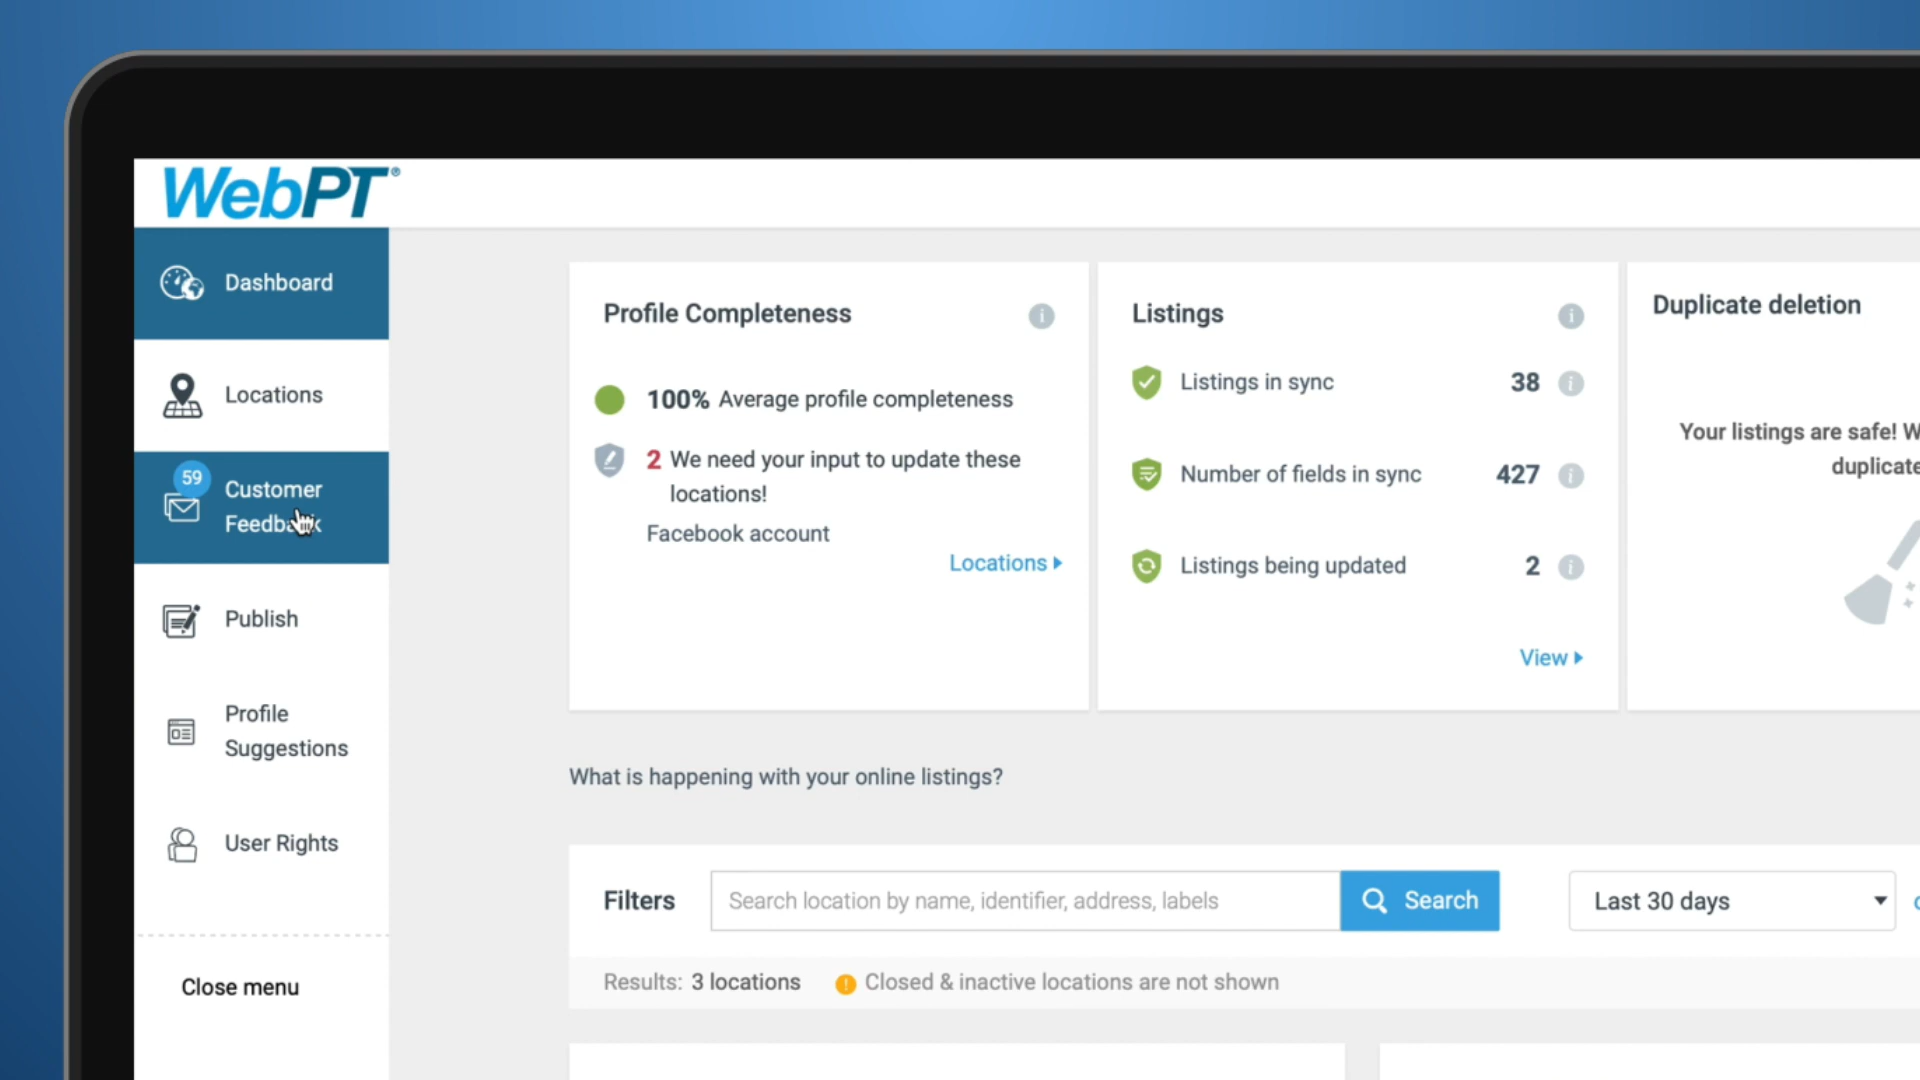 WebPT®
Dashboard
Locations
59
Customer
Feedback
Publish
Profile
Suggestions
User Rights
Close menu
Profile Completeness
100% Average profile completeness
2 We need your input to update these
locations!
Facebook account
Locations
Listings
Listings in sync 38
Number of fields in sync 427
Listings being updated 2
View
Duplicate deletion
Your listings are safe! W
duplicate
What is happening with your online listings?
Filters
Search location by name, identifier, address, labels
Search
Last 30 days
Results: 3 locations
Closed & inactive locations are not shown